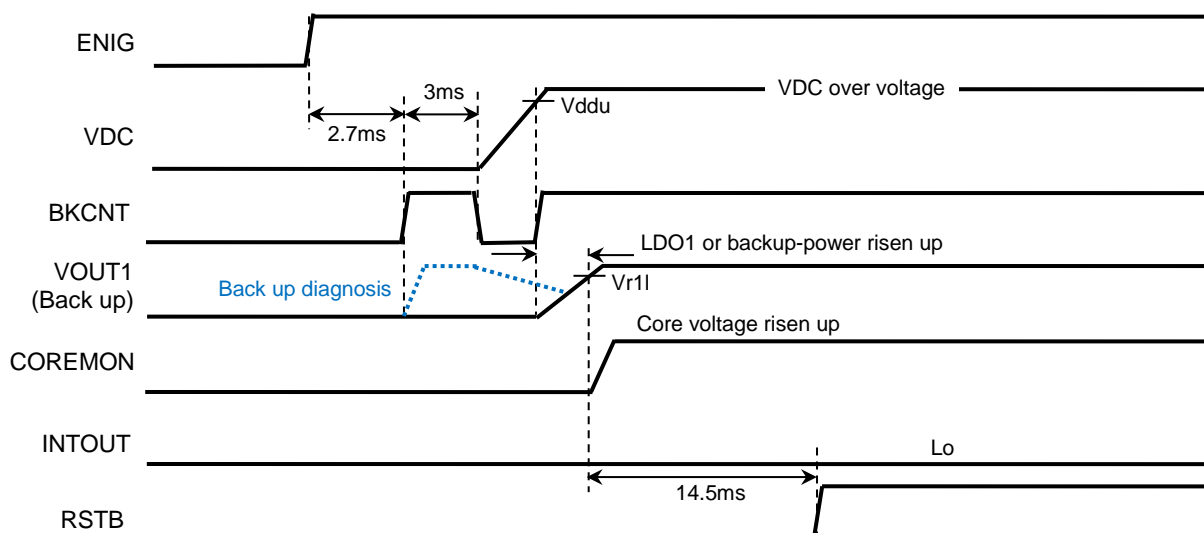 ENIG
3ms
VDC over voltage
Vddu
2.7ms
VDC
BKCNT
LDO1 or backup-power risen up
VOUT1
(Back up)
Back up diagnosis
Vr1l
Core voltage risen up
COREMON
INTOUT
Lo
14.5ms
RSTB